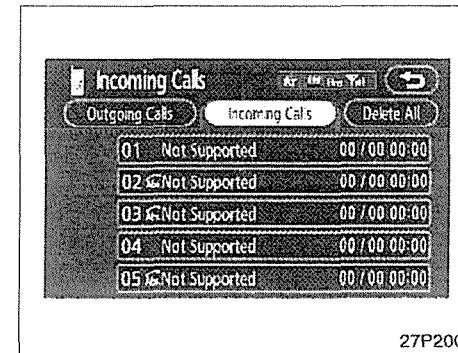 Incoming Calls
Outgoing Calls Incoming Calls Delete All
01 Not Supported 00/00 00:00
02 Not Supported 00/00 00:00
03 Not Supported 00/00 00:00
04 Not Supported 00/00 00:00
05 Not Supported 00/00 00:00
27P200